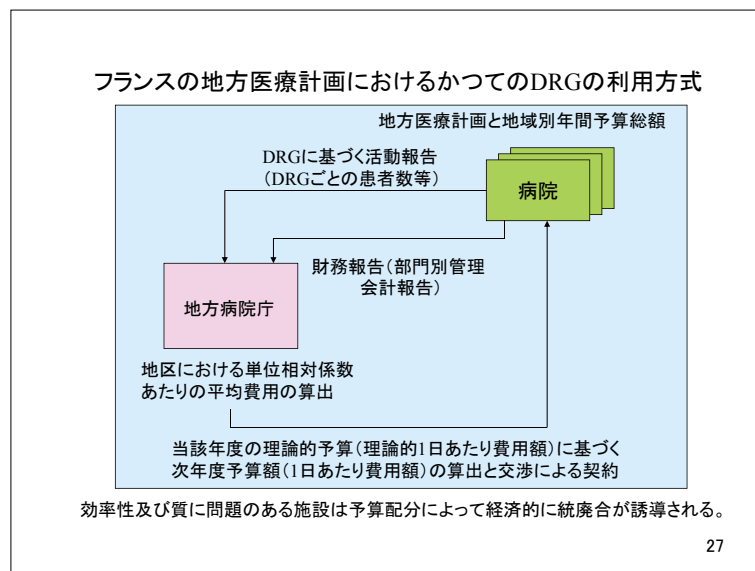 フランスの地方医療計画におけるかつてのDRGの利用方式
地方医療計画と地域別年間予算総額
DRGに基づく活動報告
（DRGごとの患者数等）
病院
財務報告（部門別管理
会計報告）
地方病院庁
地区における単位相対係数
あたりの平均費用の算出
当該年度の理論的予算（理論的1日あたり費用額）に基づく
次年度予算額（1日あたり費用額）の算出と交渉による契約
効率性及び質に問題のある施設は予算配分によって経済的に統廃合が誘導される。
27